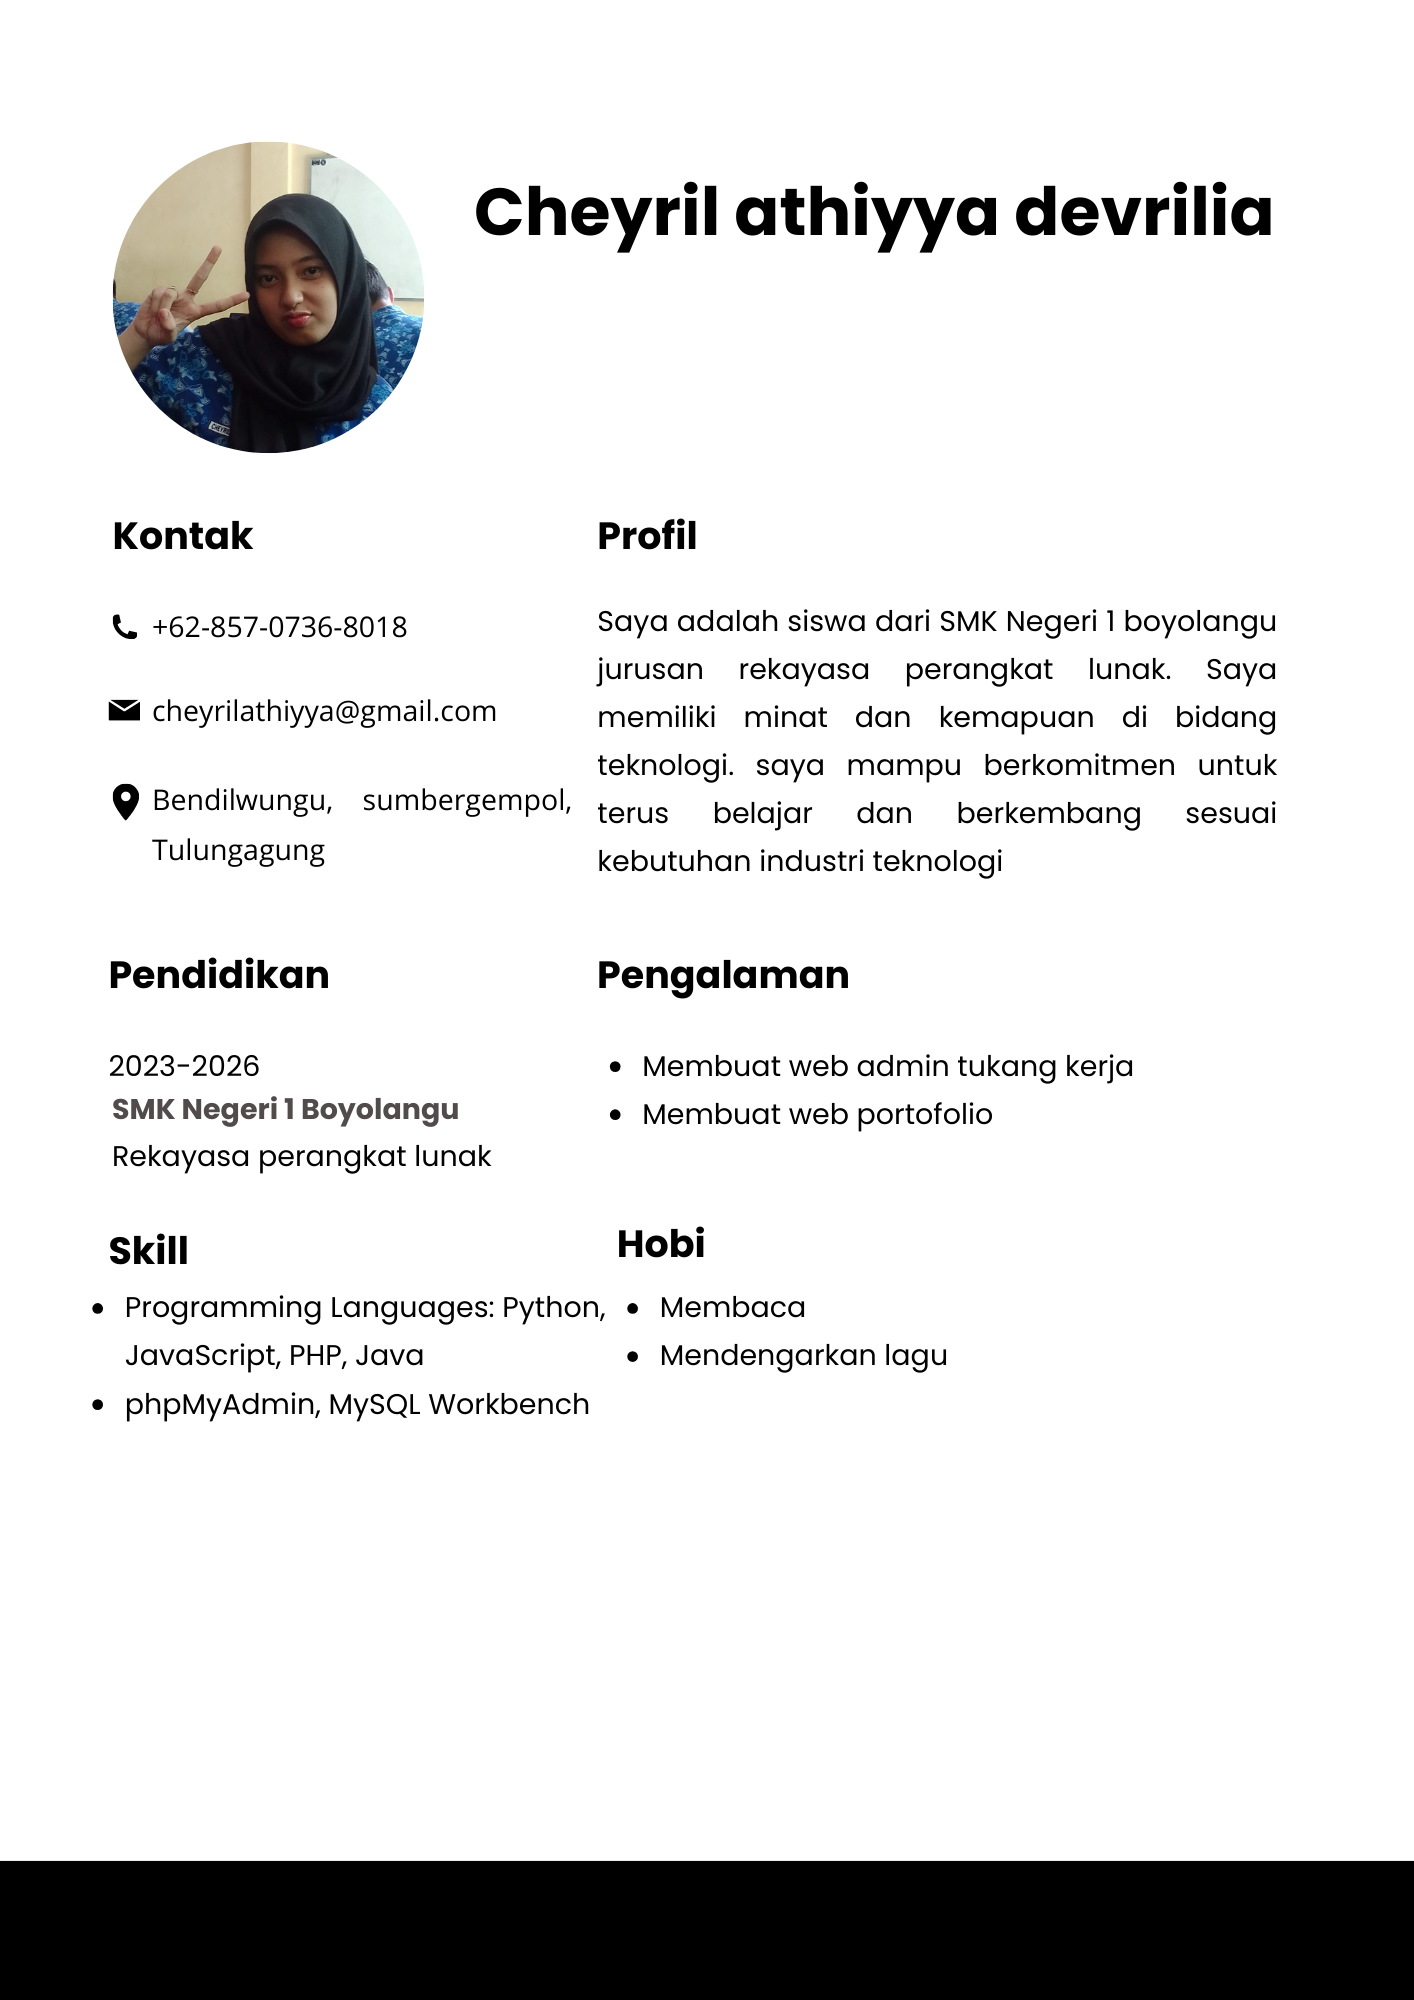 Cheyril athiyya devrilia
Kontak
+62-857-0736-8018
cheyrilathiyya@gmail.com
Bendilwungu, sumbergempol,
Tulungagung
Profil
Saya adalah siswa dari SMK Negeri 1 boyolangu
jurusan rekayasa perangkat lunak. Saya
memiliki minat dan kemapuan di bidang
teknologi. saya mampu berkomitmen untuk
terus belajar dan berkembang sesuai
kebutuhan industri teknologi
Pendidikan
2023-2026
SMK Negeri 1 Boyolangu
Rekayasa perangkat lunak
Pengalaman
Membuat web admin tukang kerja
Membuat web portofolio
Skill
Programming Languages: Python,
JavaScript, PHP, Java
phpMyAdmin, MySQL Workbench
Hobi
Membaca
Mendengarkan lagu